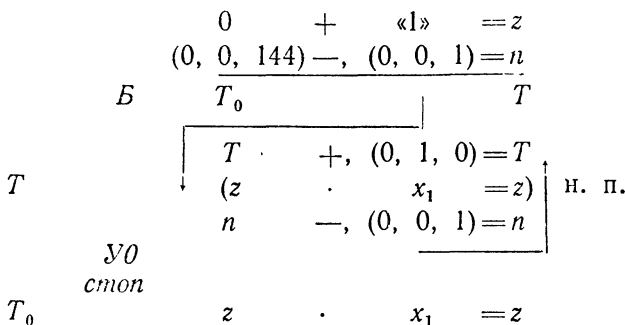 0 + «1» = z
(0, 0, 144) —, (0, 0, 1) = n
Б T₀ T
T +, (0, 1, 0) = T
T (z · x₁ = z) н. п.
n —, (0, 0, 1) = n
У0
стоп
T₀ z · x₁ = z